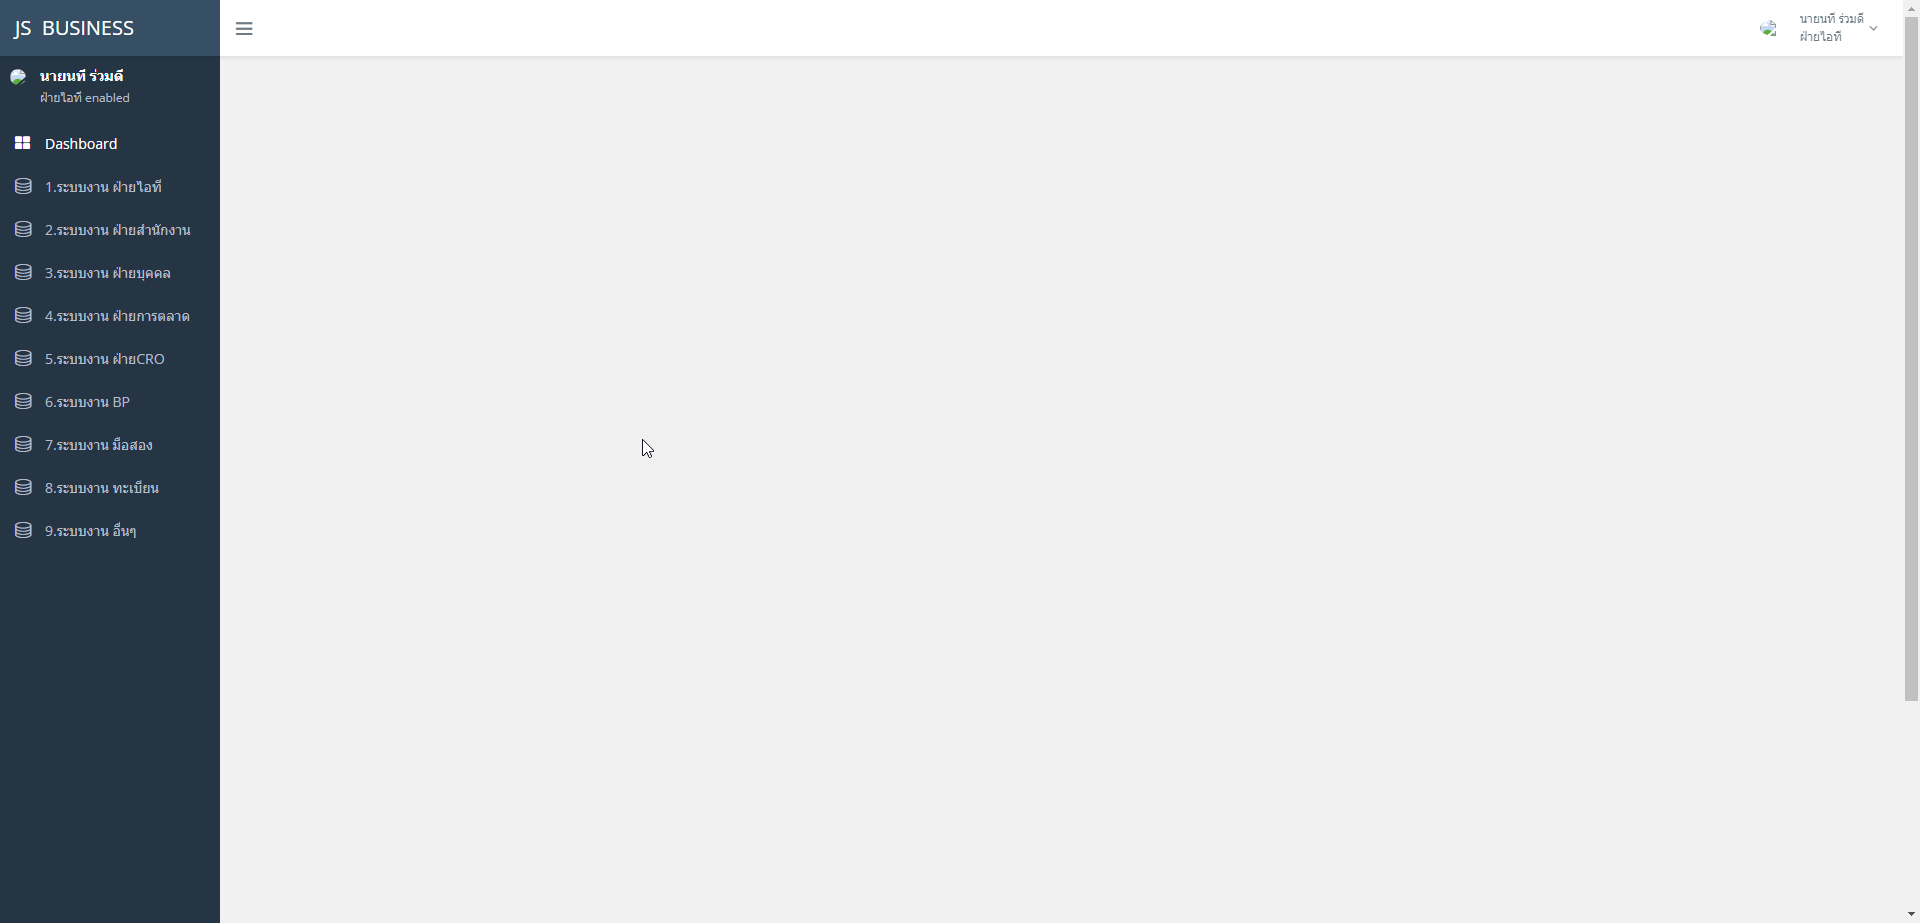 JS BUSINESS
นายนที ร่วมดี
ฝ่ายไอที
นายนที ร่วมดี
ฝ่ายไอที enabled
Dashboard
1.ระบบงาน ฝ่ายไอที
2.ระบบงาน ฝ่ายสำนักงาน
3.ระบบงาน ฝ่ายบุคคล
4.ระบบงาน ฝ่ายการตลาด
5.ระบบงาน ฝ่ายCRO
6.ระบบงาน BP
7.ระบบงาน มือสอง
8.ระบบงาน ทะเบียน
9.ระบบงาน อื่นๆ